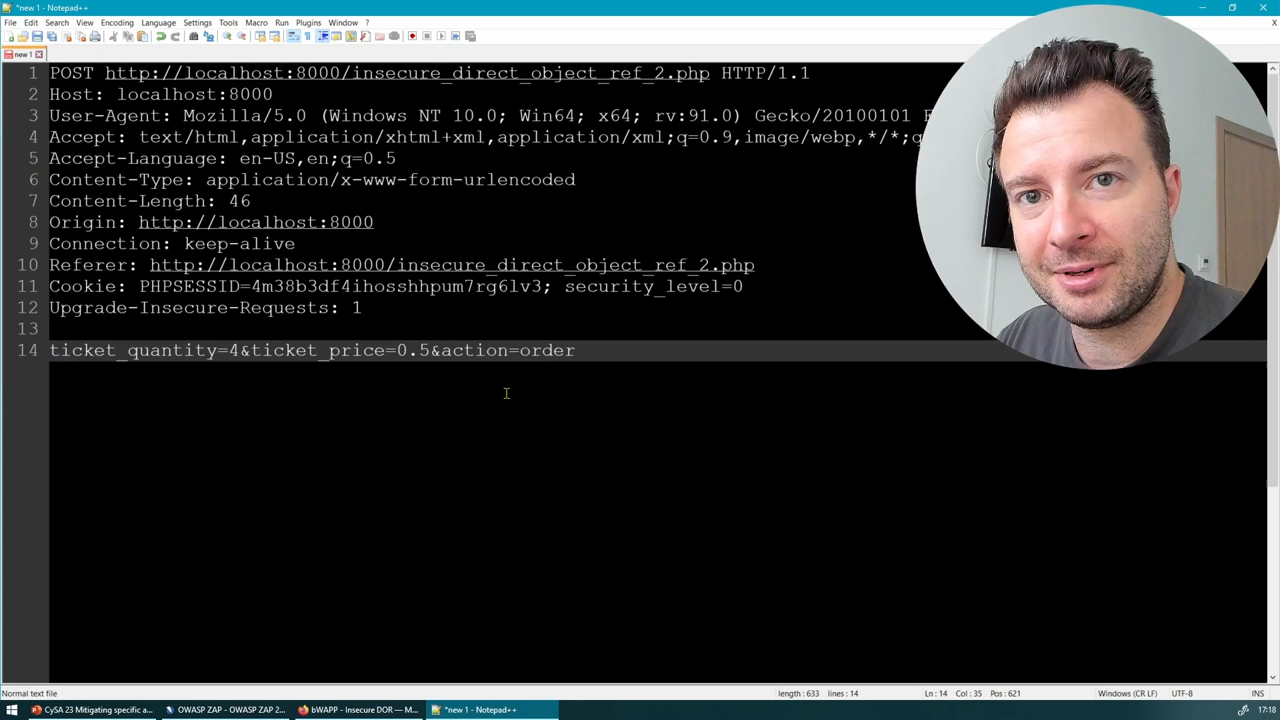 *new 1 - Notepad++
File Edit Search View Encoding Language Settings Tools Macro Run Plugins Window ? X
new 1
1 POST http://localhost:8000/insecure_direct_object_ref_2.php HTTP/1.1
2 Host: localhost:8000
3 User-Agent: Mozilla/5.0 (Windows NT 10.0; Win64; x64; rv:91.0) Gecko/20100101
4 Accept: text/html,application/xhtml+xml,application/xml;q=0.9,image/webp,*/*;q
5 Accept-Language: en-US,en;q=0.5
6 Content-Type: application/x-www-form-urlencoded
7 Content-Length: 46
8 Origin: http://localhost:8000
9 Connection: keep-alive
10 Referer: http://localhost:8000/insecure_direct_object_ref_2.php
11 Cookie: PHPSESSID=4m38b3df4ihosshhpum7rg6lv3; security_level=0
12 Upgrade-Insecure-Requests: 1
13
14 ticket_quantity=4&ticket_price=0.5&action=order
Normal text file length : 633 lines : 14 Ln : 14 Col : 35 Pos : 621 Windows (CR LF) UTF-8 INS
CySA 23 Mitigating specific a... OWASP ZAP - OWASP ZAP 2.... bWAPP - Insecure DOR — M... *new 1 - Notepad++ 17:18